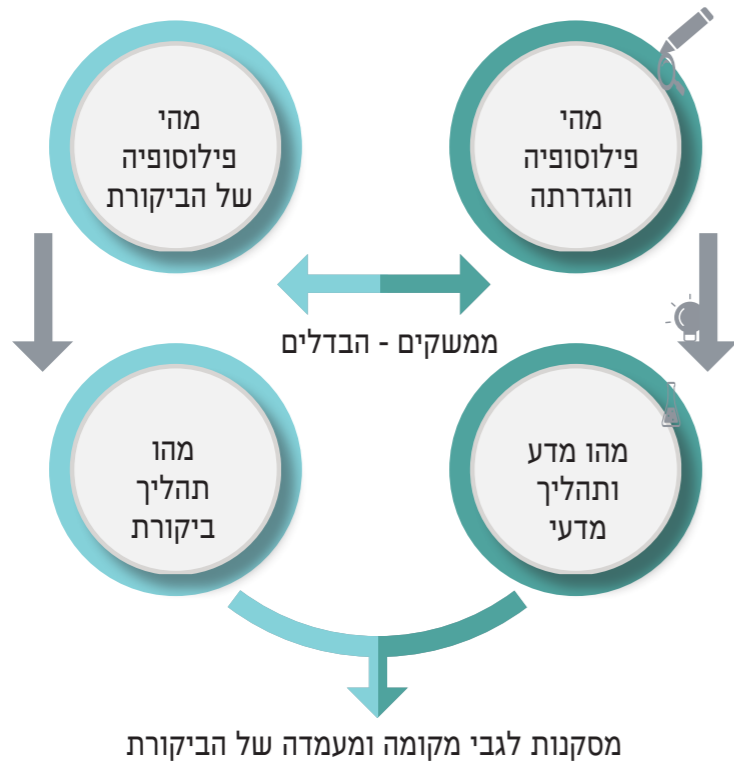 מהי
פילוסופיה
והגדרתה
מהי
פילוסופיה
של הביקורת
ממשקים - הבדלים
מהו מדע
ותהליך
מדעי
מהו
תהליך
ביקורת
מסקנות לגבי מקומה ומעמדה של הביקורת